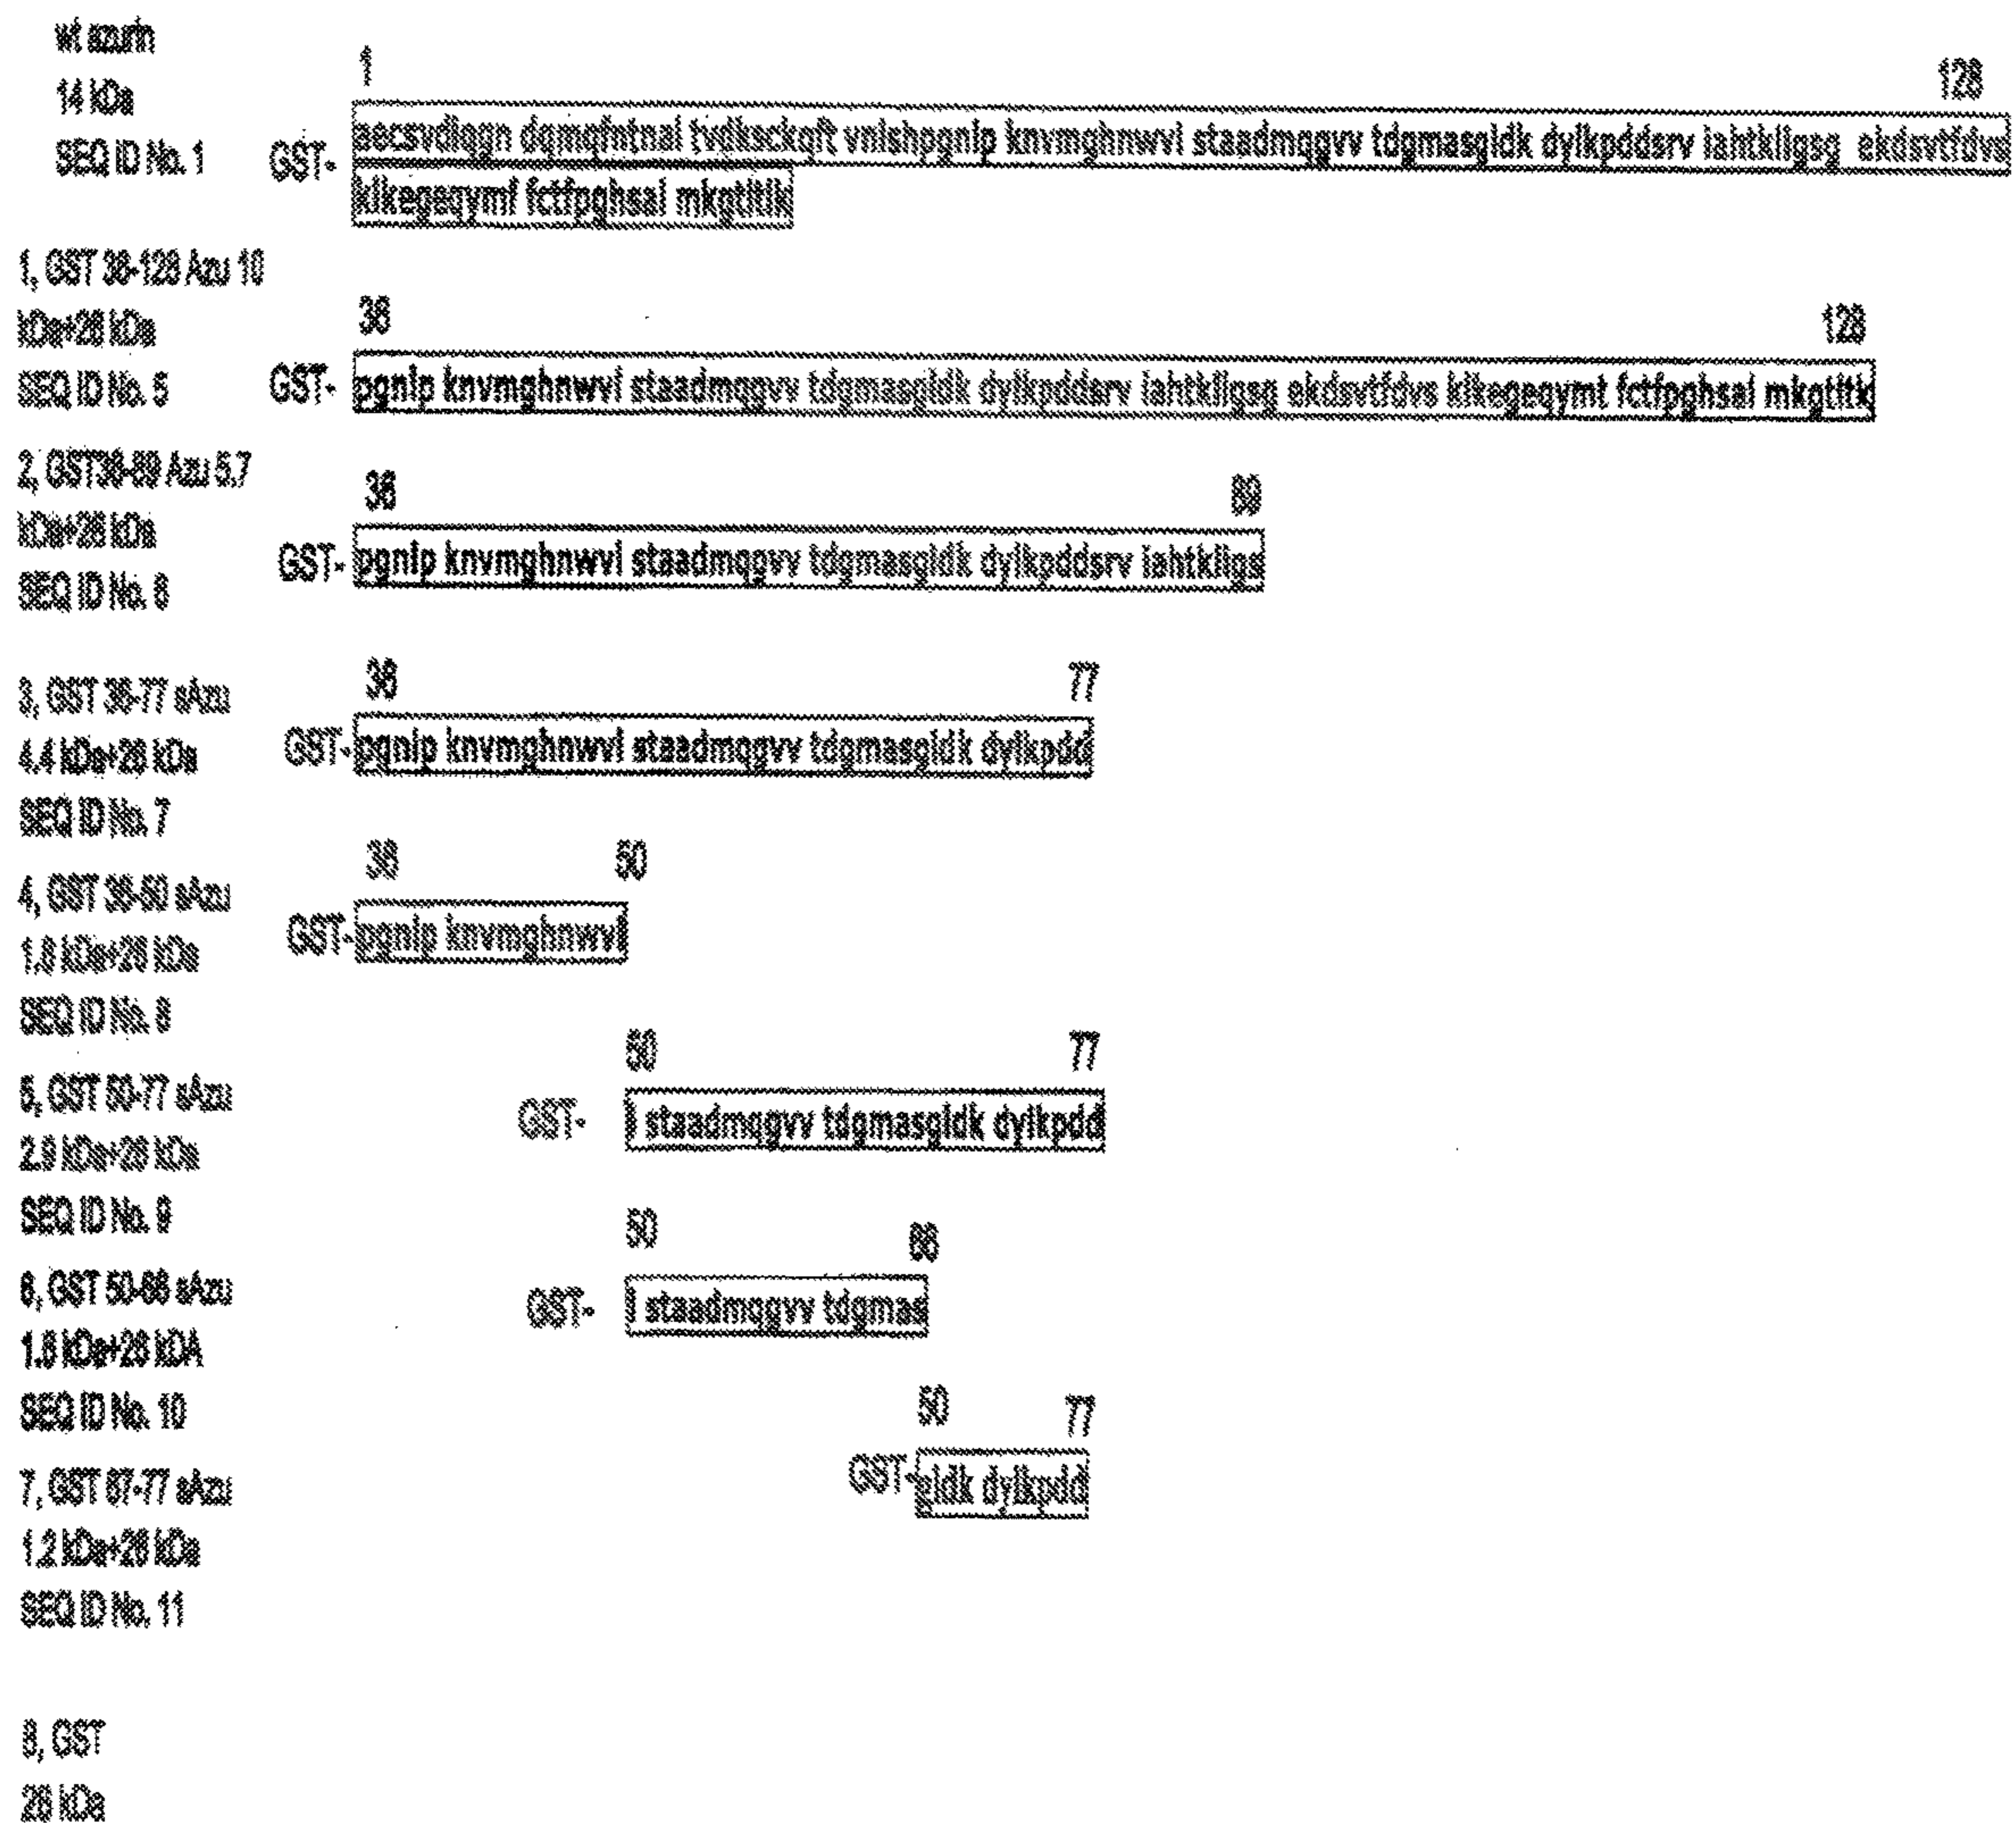 wt azurin
14 kDa
SEQ ID No. 1
1 128
GST- aecsvdiqgn dqmqfntnai tvdksckqft vnlshpgnlp knvmghnwvl staadmqgvv tdgmasgldk dylkpddsrv iahtkligsg ekdsvtfdvs
klkegeqymf fctfpghsal mkgtltlk
1, GST 36-128 Azu 10
kDa+26 kDa
SEQ ID No. 5
36 128
GST- pgnlp knvmghnwvl staadmqgvv tdgmasgldk dylkpddsrv iahtkligsg ekdsvtfdvs klkegeqymt fctfpghsal mkgtltk
2, GST36-89 Azu 5.7
kDa+26 kDa
SEQ ID No. 6
36 89
GST- pgnlp knvmghnwvl staadmqgvv tdgmasgldk dylkpddsrv iahtkligs
3, GST 36-77 sAzu
4.4 kDa+26 kDa
SEQ ID No. 7
36 77
GST- pgnlp knvmghnwvl staadmqgvv tdgmasgldk dylkpdd
4, GST 36-50 sAzu
1.8 kDa+26 kDa
SEQ ID No. 8
36 50
GST- pgnlp knvmghnwvl
5, GST 50-77 sAzu
2.9 kDa+26 kDa
SEQ ID No. 9
50 77
GST- l staadmqgvv tdgmasgldk dylkpdd
6, GST 50-66 sAzu
1.8 kDa+26 kDA
SEQ ID No. 10
50 66
GST- l staadmqgvv tdgmas
7, GST 67-77 sAzu
1.2 kDa+26 kDa
SEQ ID No. 11
50 77
GST- gldk dylkpdd
8, GST
26 kDa